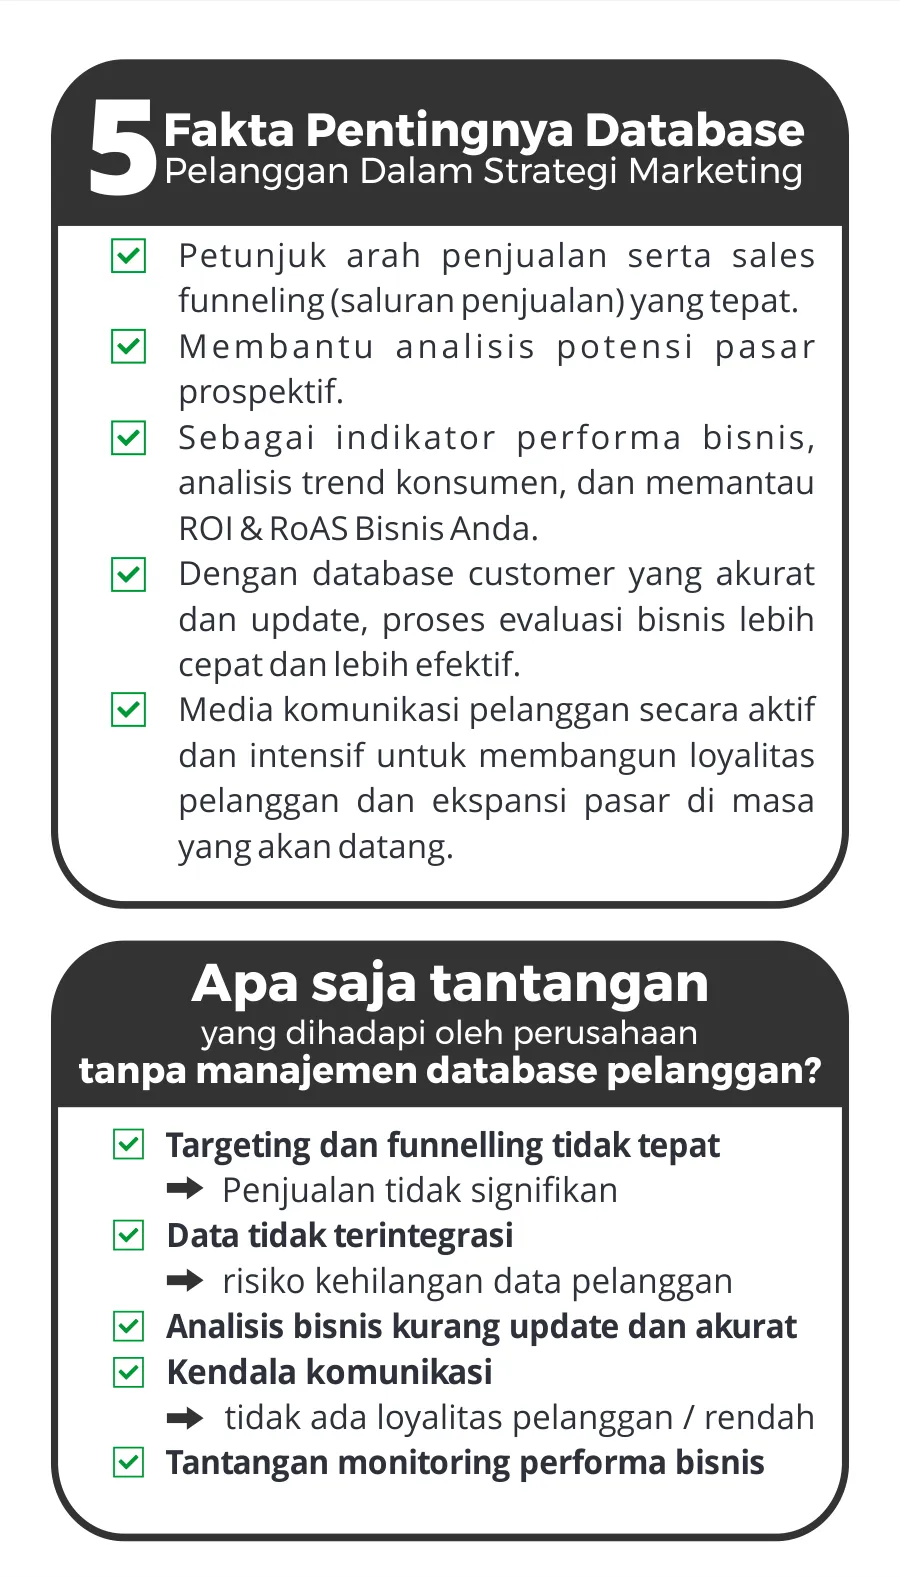 5 Fakta Pentingnya Database
Pelanggan Dalam Strategi Marketing
Petunjuk arah penjualan serta sales
funneling (saluran penjualan) yang tepat.
Membantu analisis potensi pasar
prospektif.
Sebagai indikator performa bisnis,
analisis trend konsumen, dan memantau
ROI & RoAS Bisnis Anda.
Dengan database customer yang akurat
dan update, proses evaluasi bisnis lebih
cepat dan lebih efektif.
Media komunikasi pelanggan secara aktif
dan intensif untuk membangun loyalitas
pelanggan dan ekspansi pasar di masa
yang akan datang.
Apa saja tantangan
yang dihadapi oleh perusahaan
tanpa manajemen database pelanggan?
Targeting dan funnelling tidak tepat
Penjualan tidak signifikan
Data tidak terintegrasi
risiko kehilangan data pelanggan
Analisis bisnis kurang update dan akurat
Kendala komunikasi
tidak ada loyalitas pelanggan / rendah
Tantangan monitoring performa bisnis